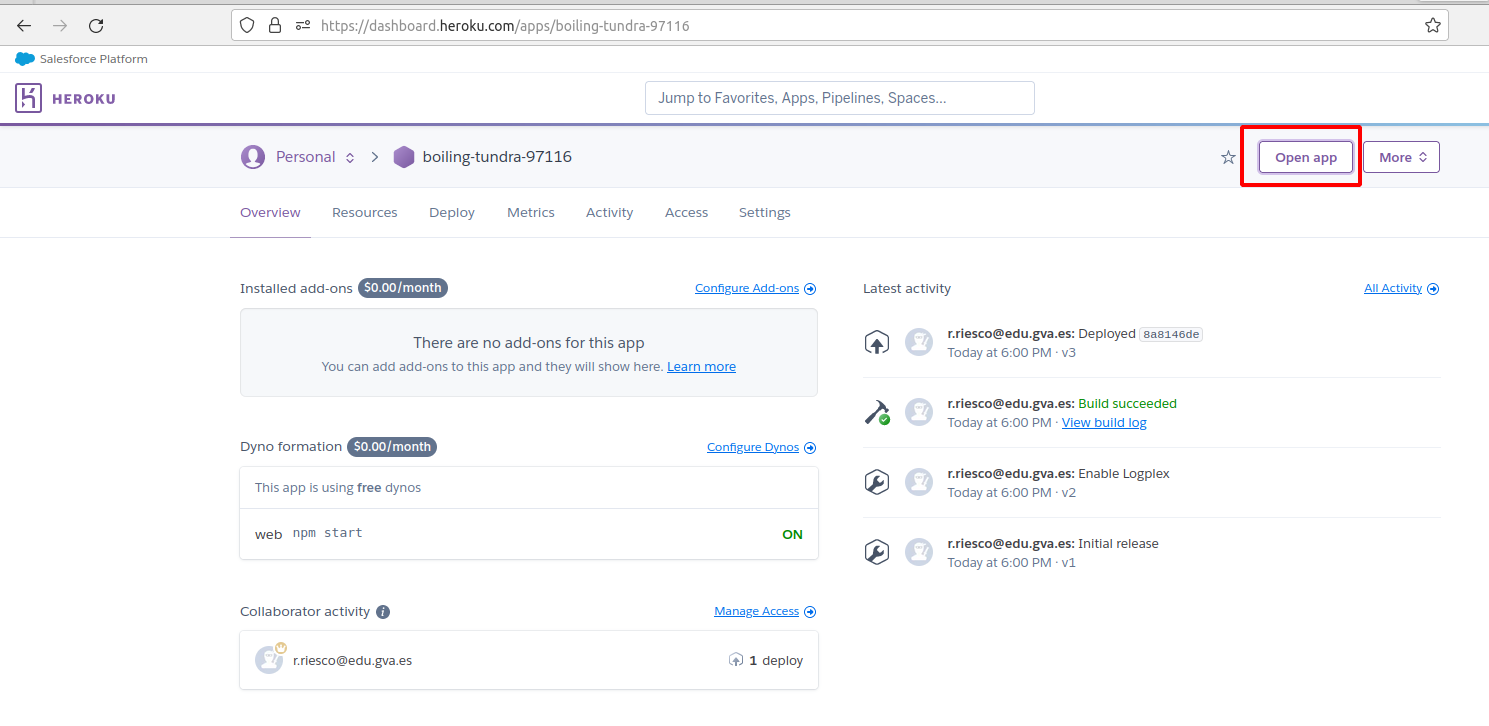 https://dashboard.heroku.com/apps/boiling-tundra-97116
Salesforce Platform
HEROKU
Jump to Favorites, Apps, Pipelines, Spaces...
Personal
boiling-tundra-97116
Open app
More
Overview Resources Deploy Metrics Activity Access Settings
Installed add-ons $0.00/month
Configure Add-ons
There are no add-ons for this app
You can add add-ons to this app and they will show here. Learn more
Dyno formation $0.00/month
Configure Dynos
This app is using free dynos
web npm start
ON
Collaborator activity i
Manage Access
r.riesco@edu.gva.es
1 deploy
Latest activity
All Activity
r.riesco@edu.gva.es: Deployed 8a8146de
Today at 6:00 PM · v3
r.riesco@edu.gva.es: Build succeeded
Today at 6:00 PM · View build log
r.riesco@edu.gva.es: Enable Logplex
Today at 6:00 PM · v2
r.riesco@edu.gva.es: Initial release
Today at 6:00 PM · v1